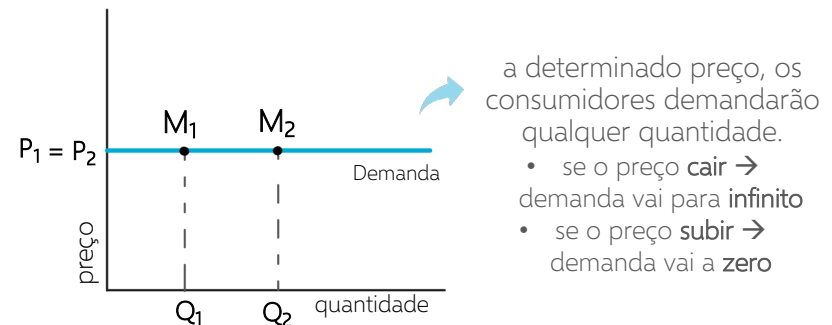 M₁
M₂
P₁ = P₂
Demanda
preço
Q₁
Q₂
quantidade
a determinado preço, os
consumidores demandarão
qualquer quantidade.
• se o preço cair →
demanda vai para infinito
• se o preço subir →
demanda vai a zero